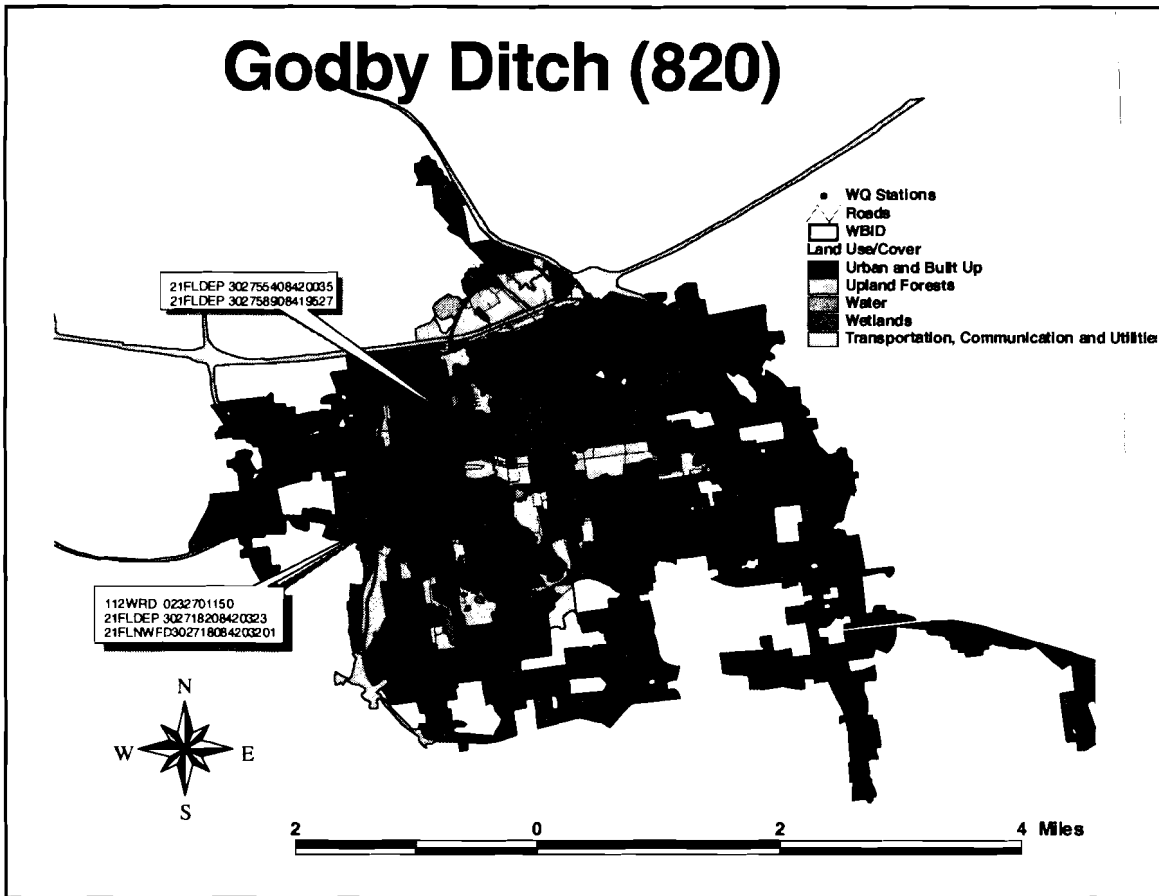 Godby Ditch (820)
WQ Stations
Roads
WBID
Land Use/Cover
Urban and Built Up
Upland Forests
Water
Wetlands
Transportation, Communication and Utilitie
21FLDEP 302755408420035
21FLDEP 302758908419527
112WRD 0232701150
21FLDEP 302718208420323
21FLNWFD302718084203201
N
W E
S
2 0 2 4 Miles